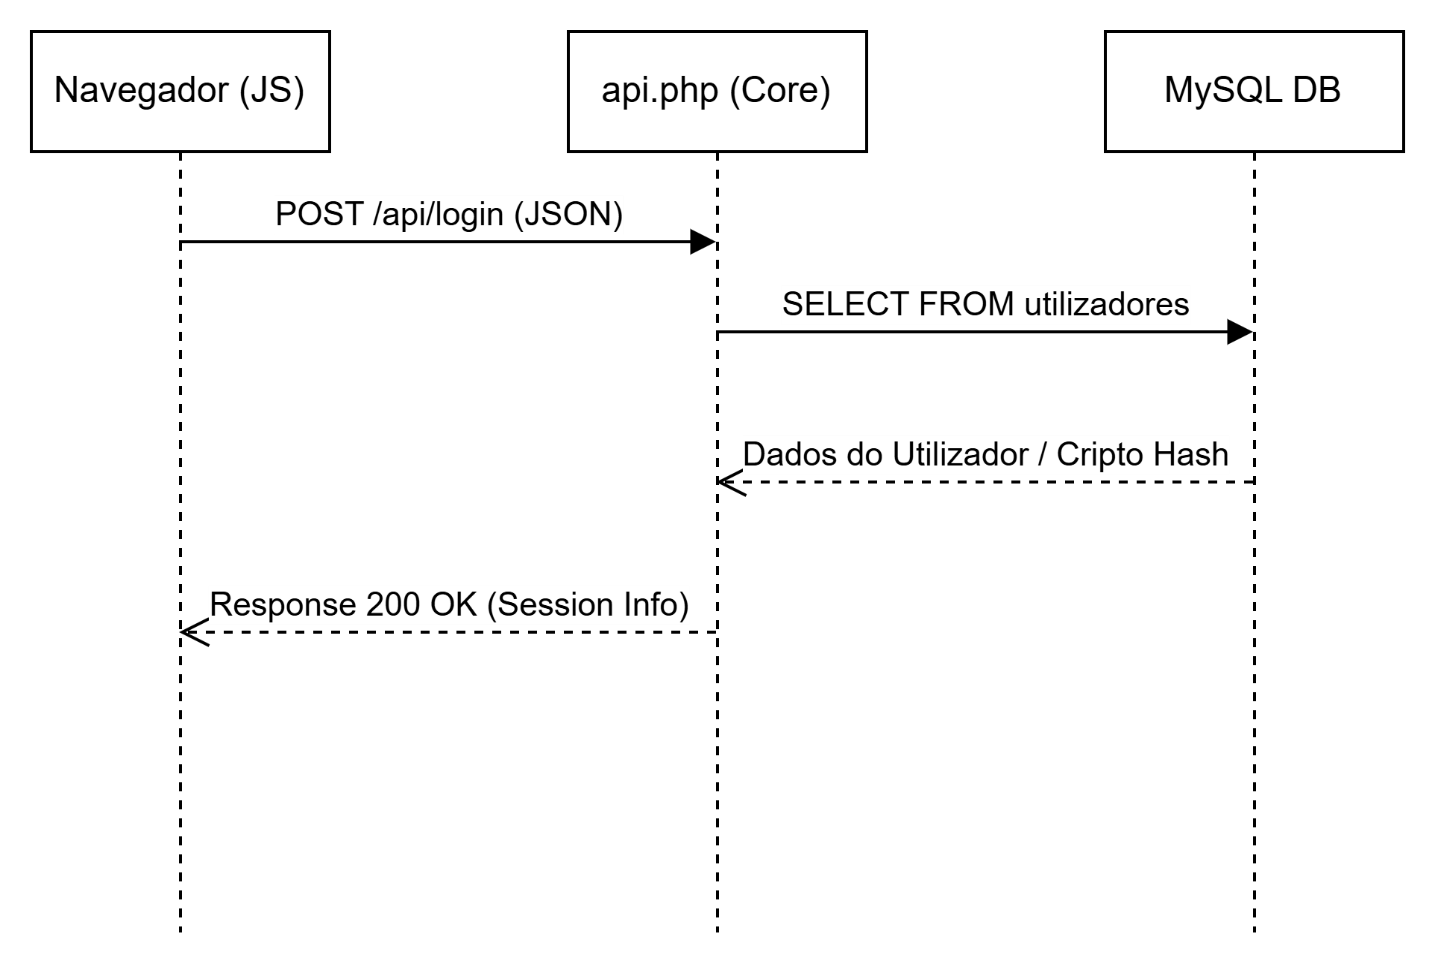 Navegador (JS)
api.php (Core)
MySQL DB
POST /api/login (JSON)
SELECT FROM utilizadores
Dados do Utilizador / Cripto Hash
Response 200 OK (Session Info)